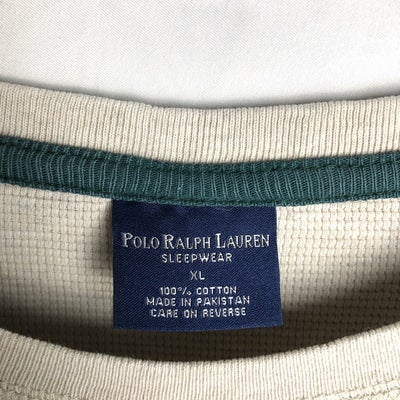 POLO RALPH LAUREN
SLEEPWEAR
XL
100% COTTON
MADE IN PAKISTAN
CARE ON REVERSE